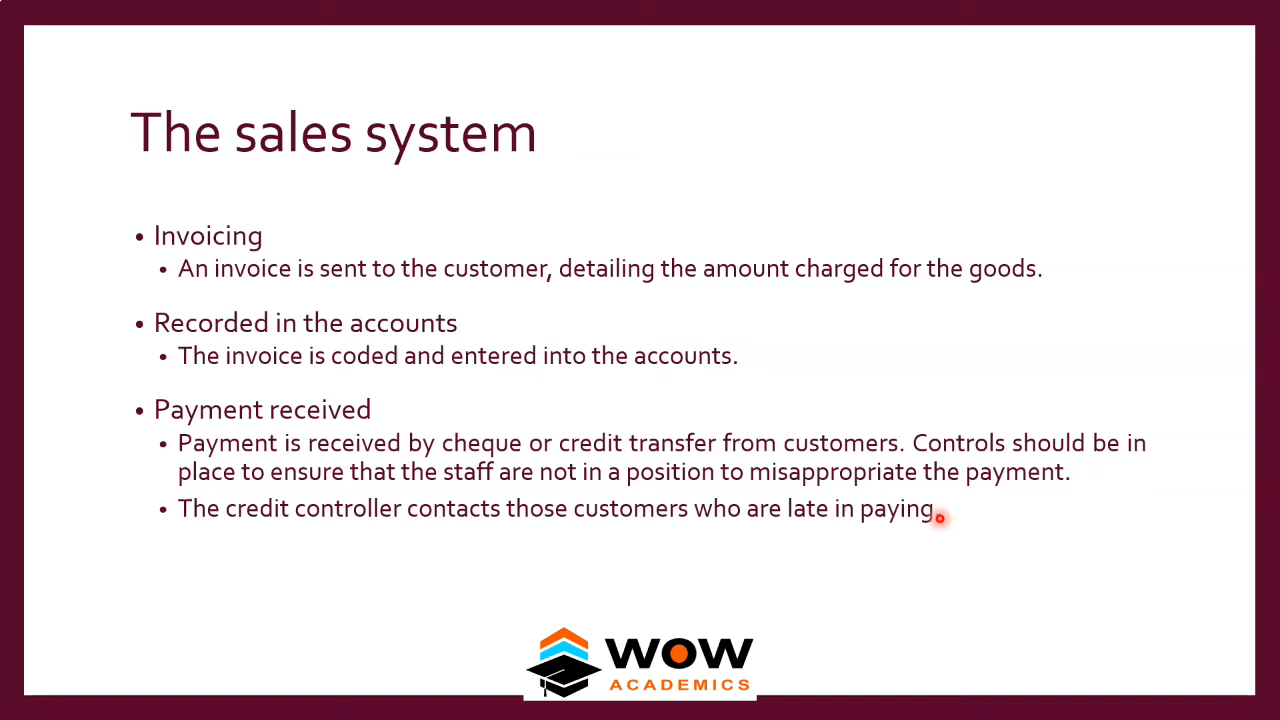 The sales system
• Invoicing
• An invoice is sent to the customer, detailing the amount charged for the goods.
• Recorded in the accounts
• The invoice is coded and entered into the accounts.
• Payment received
• Payment is received by cheque or credit transfer from customers. Controls should be in
place to ensure that the staff are not in a position to misappropriate the payment.
• The credit controller contacts those customers who are late in paying.
WOW
ACADEMICS